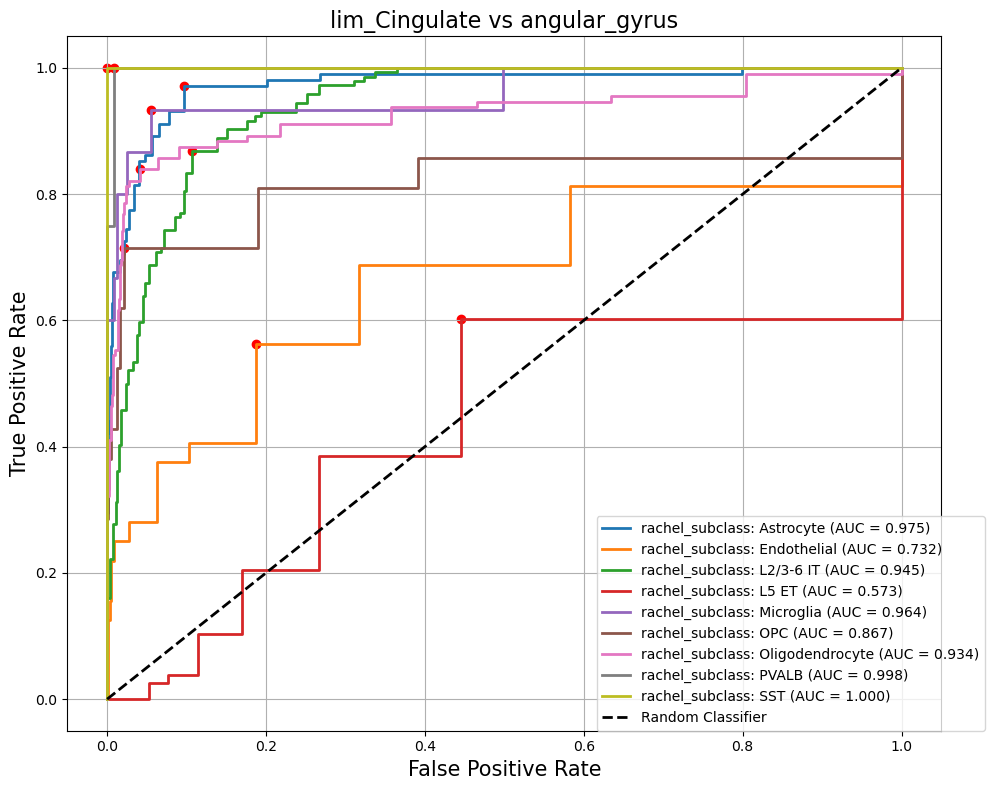 lim_Cingulate vs angular_gyrus
True Positive Rate
1.0
0.8
0.6
0.4
0.2
0.0
rachel_subclass: Astrocyte (AUC = 0.975)
rachel_subclass: Endothelial (AUC = 0.732)
rachel_subclass: L2/3-6 IT (AUC = 0.945)
rachel_subclass: L5 ET (AUC = 0.573)
rachel_subclass: Microglia (AUC = 0.964)
rachel_subclass: OPC (AUC = 0.867)
rachel_subclass: Oligodendrocyte (AUC = 0.934)
rachel_subclass: PVALB (AUC = 0.998)
rachel_subclass: SST (AUC = 1.000)
Random Classifier
0.0 0.2 0.4 0.6 0.8 1.0
False Positive Rate